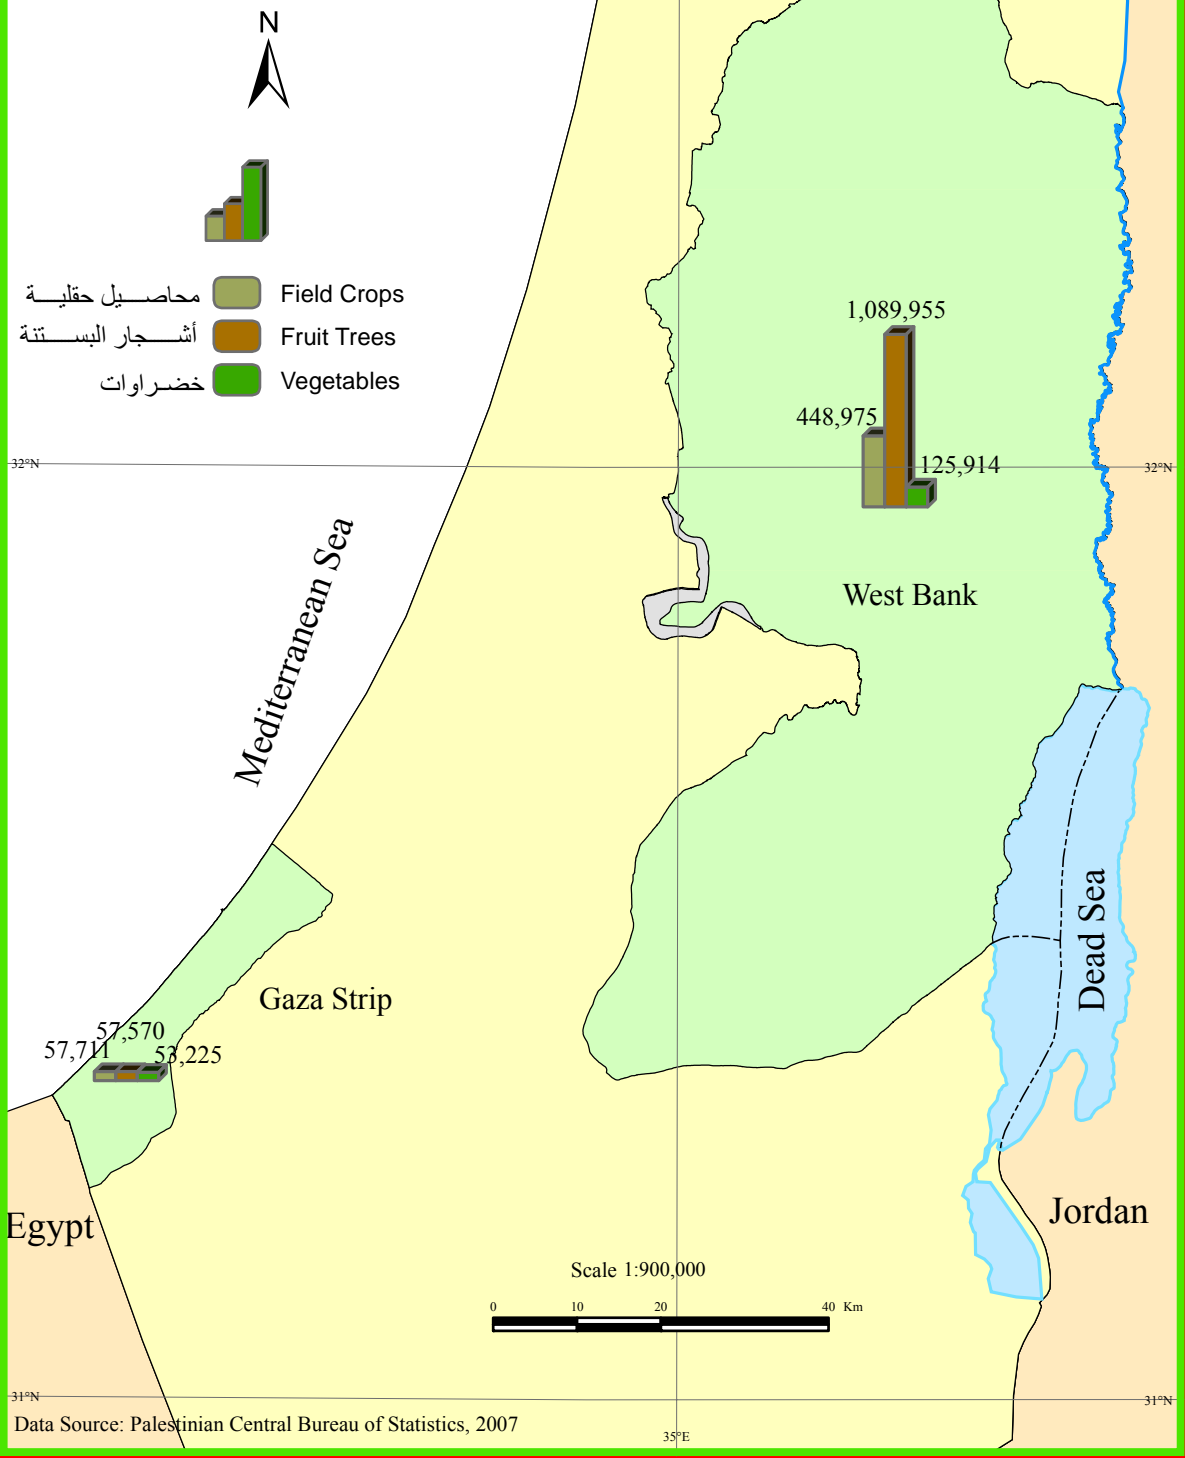 N
محاصيل حقلية
Field Crops
أشجار البستنة
Fruit Trees
خضراوات
Vegetables
1,089,955
448,975
125,914
32°N
32°N
West Bank
Mediterranean Sea
Dead Sea
Gaza Strip
57,570
57,711
53,225
Egypt
Jordan
Scale 1:900,000
0 10 20 40 Km
31°N
31°N
Data Source: Palestinian Central Bureau of Statistics, 2007
35°E